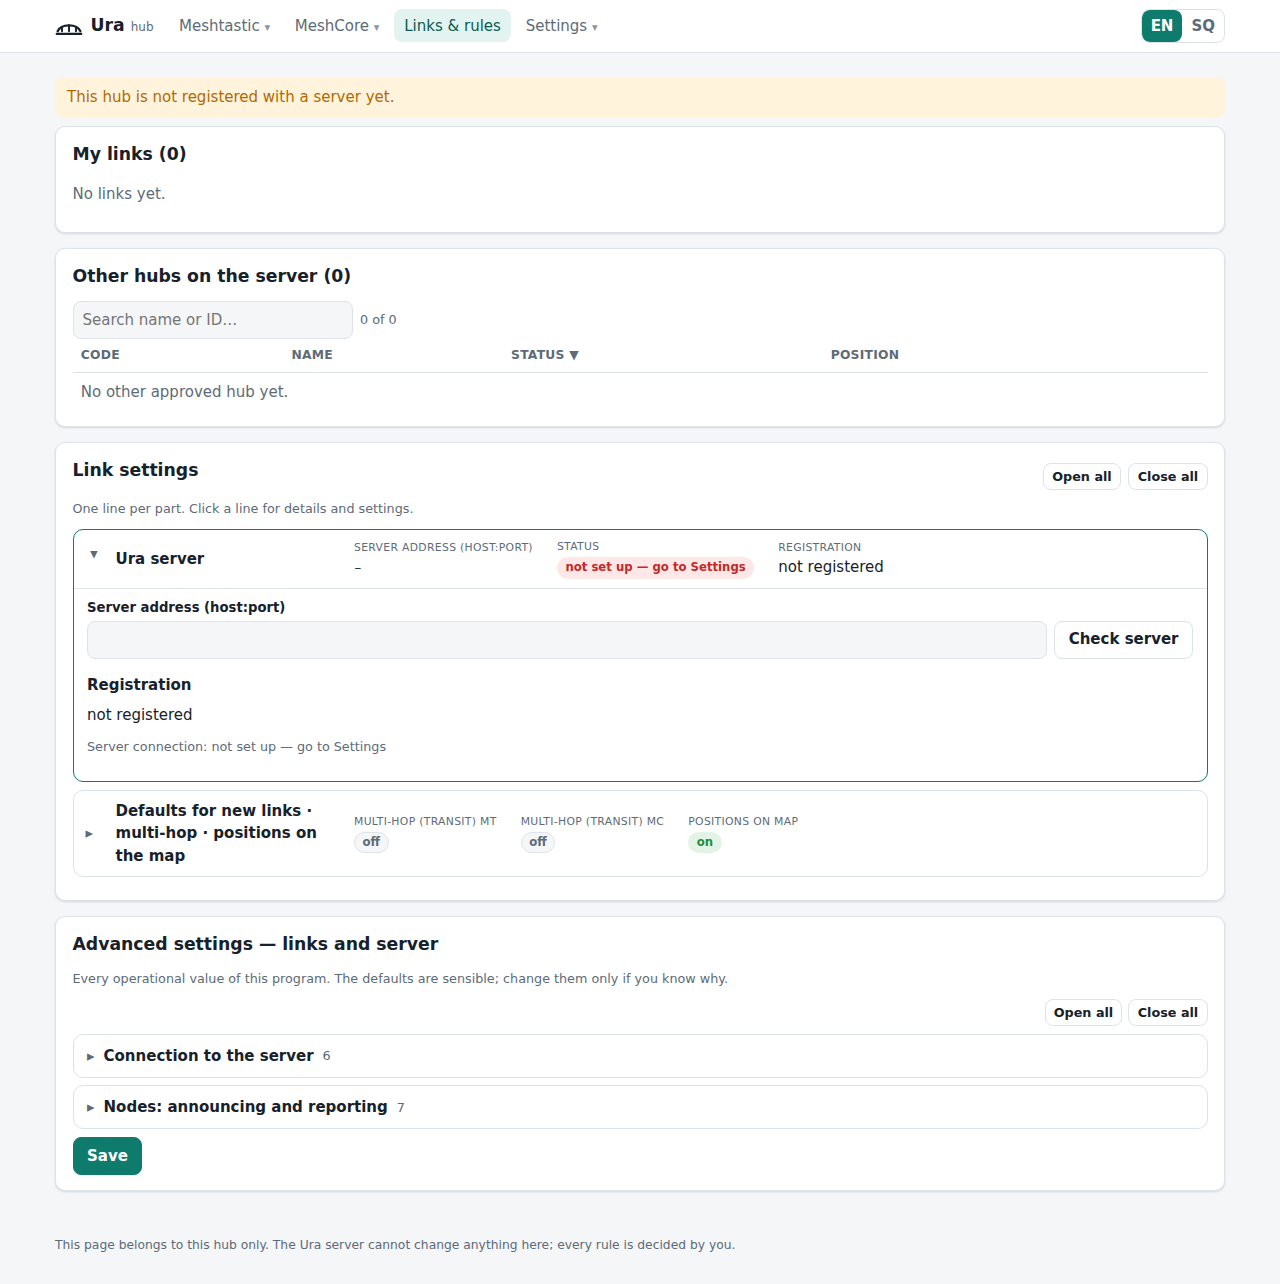 Ura hub Meshtastic ▾ MeshCore ▾ Links & rules Settings ▾ EN SQ
This hub is not registered with a server yet.
My links (0)
No links yet.
Other hubs on the server (0)
Search name or ID… 0 of 0
CODE NAME STATUS ▼ POSITION
No other approved hub yet.
Link settings Open all Close all
One line per part. Click a line for details and settings.
▼ Ura server
SERVER ADDRESS (HOST:PORT) STATUS REGISTRATION
– not set up — go to Settings not registered
Server address (host:port)
Check server
Registration
not registered
Server connection: not set up — go to Settings
▸ Defaults for new links ·
multi-hop · positions on
the map
MULTI-HOP (TRANSIT) MT MULTI-HOP (TRANSIT) MC POSITIONS ON MAP
off off on
Advanced settings — links and server
Every operational value of this program. The defaults are sensible; change them only if you know why.
Open all Close all
▸ Connection to the server 6
▸ Nodes: announcing and reporting 7
Save
This page belongs to this hub only. The Ura server cannot change anything here; every rule is decided by you.